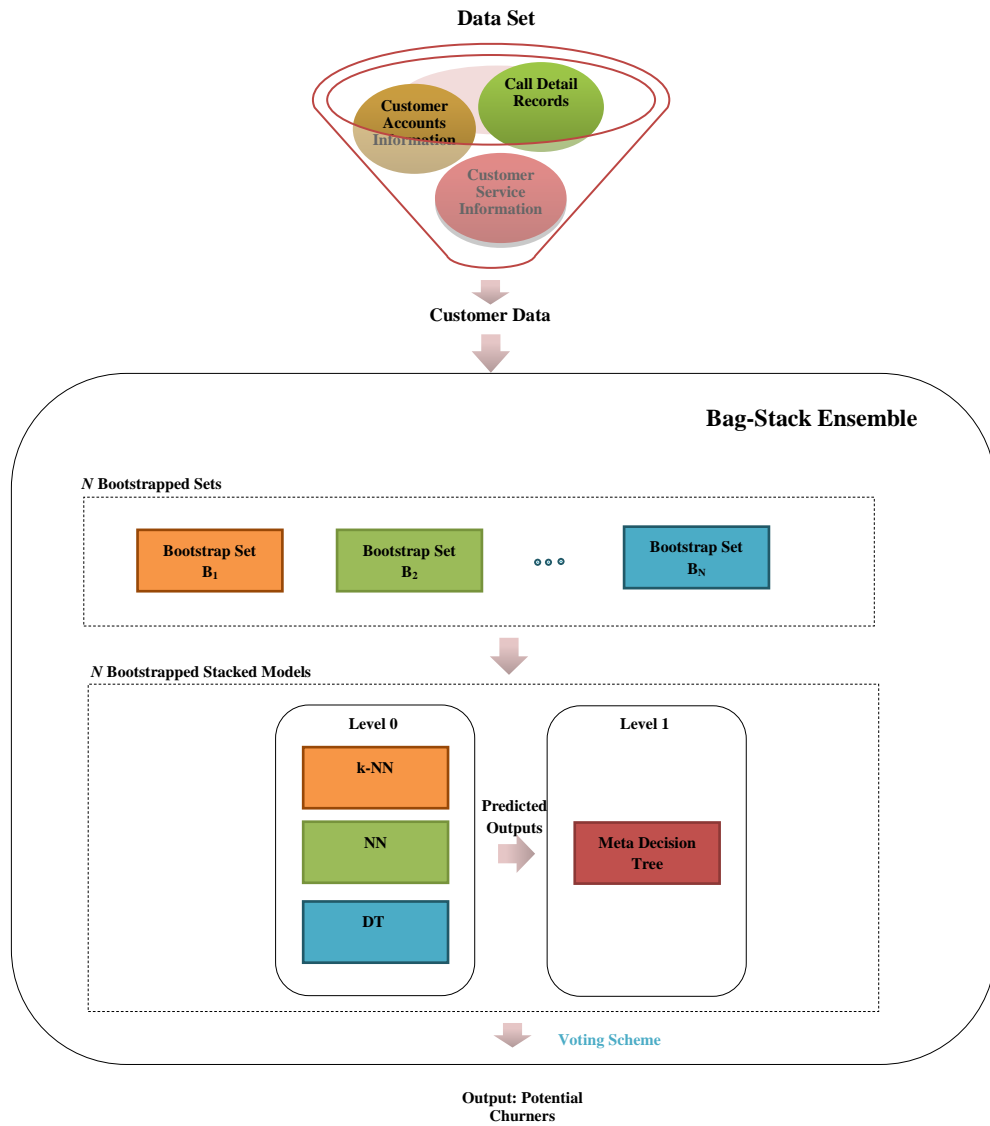 Data Set
Call Detail
Records
Customer
Accounts
Information
Customer
Service
Information
Customer Data
Bag-Stack Ensemble
N Bootstrapped Sets
Bootstrap Set
B1
Bootstrap Set
B2
Bootstrap Set
BN
N Bootstrapped Stacked Models
Level 0
k-NN
NN
DT
Predicted
Outputs
Level 1
Meta Decision
Tree
Voting Scheme
Output: Potential
Churners